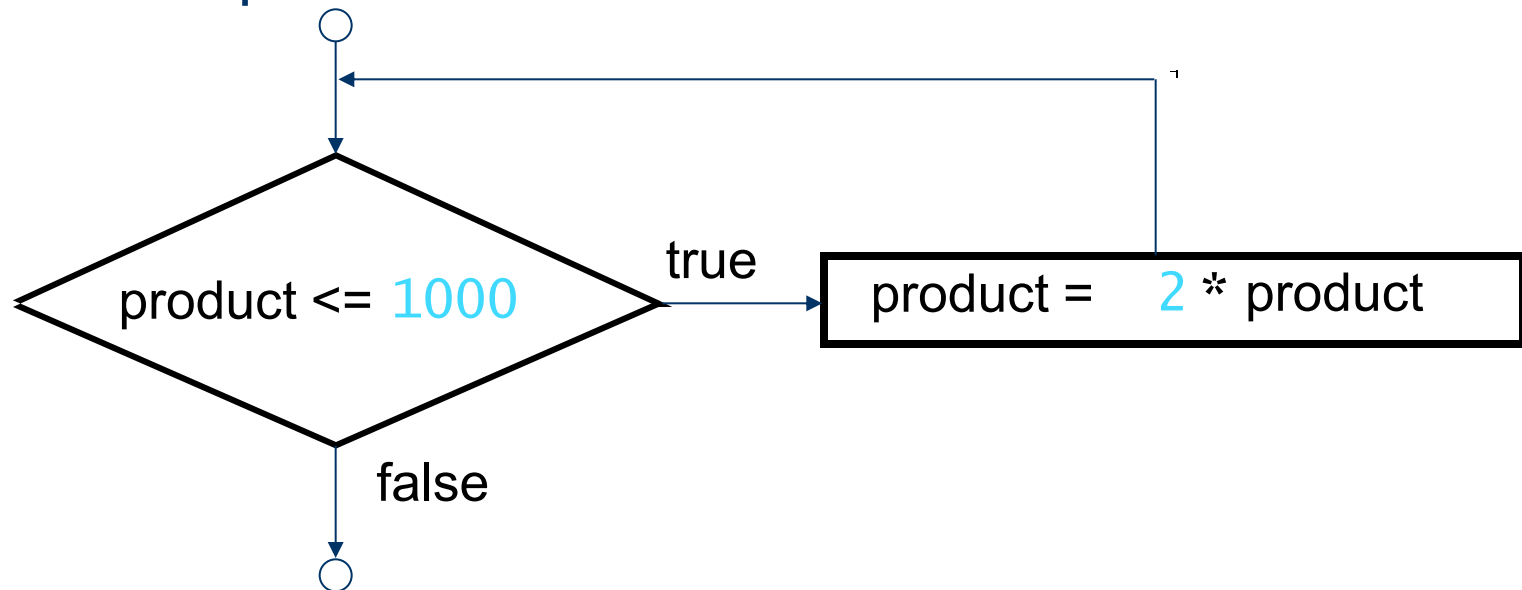 true
product <= 1000
product = 2 * product
false